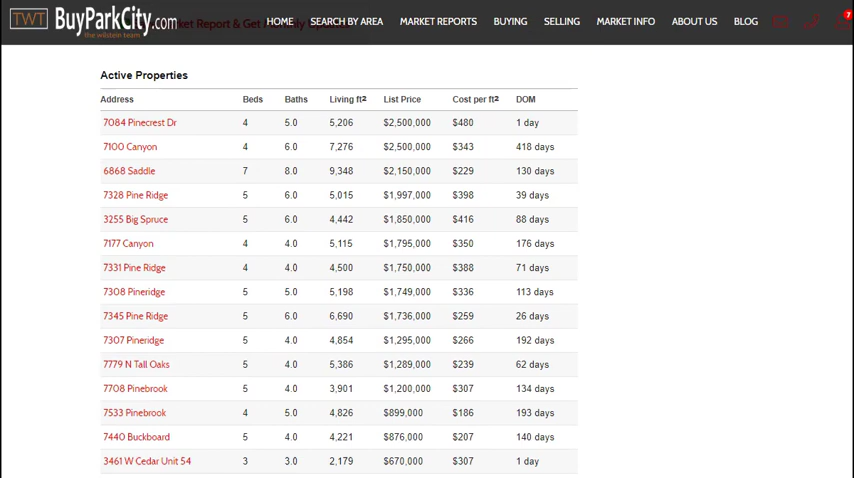 TWT BuyParkCity.com
the wilstein team
Market Report & Get Monthly
HOME SEARCH BY AREA MARKET REPORTS BUYING SELLING MARKET INFO ABOUT US BLOG 7
Active Properties
Address Beds Baths Living ft² List Price Cost per ft² DOM
7084 Pinecrest Dr 4 5.0 5,206 $2,500,000 $480 1 day
7100 Canyon 4 6.0 7,276 $2,500,000 $343 418 days
6868 Saddle 7 8.0 9,348 $2,150,000 $229 130 days
7328 Pine Ridge 5 6.0 5,015 $1,997,000 $398 39 days
3255 Big Spruce 5 6.0 4,442 $1,850,000 $416 88 days
7177 Canyon 4 4.0 5,115 $1,795,000 $350 176 days
7331 Pine Ridge 4 4.0 4,500 $1,750,000 $388 71 days
7308 Pineridge 5 5.0 5,198 $1,749,000 $336 113 days
7345 Pine Ridge 5 6.0 6,690 $1,736,000 $259 26 days
7307 Pineridge 5 4.0 4,854 $1,295,000 $266 192 days
7779 N Tall Oaks 5 4.0 5,386 $1,289,000 $239 62 days
7708 Pinebrook 5 4.0 3,901 $1,200,000 $307 134 days
7533 Pinebrook 4 5.0 4,826 $899,000 $186 193 days
7440 Buckboard 5 4.0 4,221 $876,000 $207 140 days
3461 W Cedar Unit 54 3 3.0 2,179 $670,000 $307 1 day